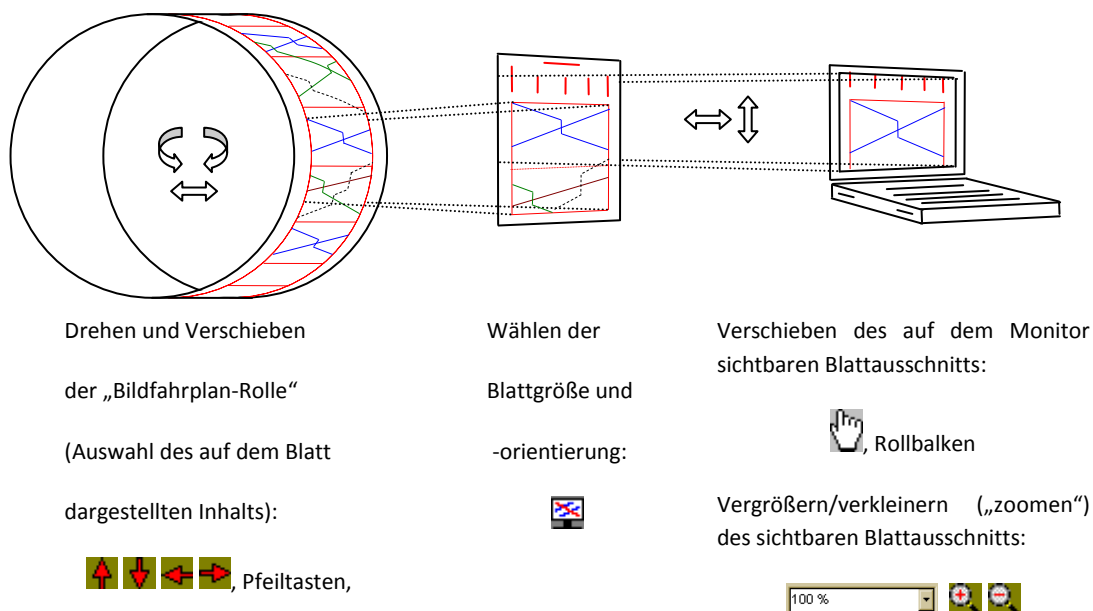 Drehen und Verschieben
der „Bildfahrplan-Rolle“
(Auswahl des auf dem Blatt
dargestellten Inhalts):
, Pfeiltasten,
Wählen der
Blattgröße und
-orientierung:
Verschieben des auf dem Monitor
sichtbaren Blattausschnitts:
, Rollbalken
Vergrößern/verkleinern („zoomen“)
des sichtbaren Blattausschnitts:
100 %